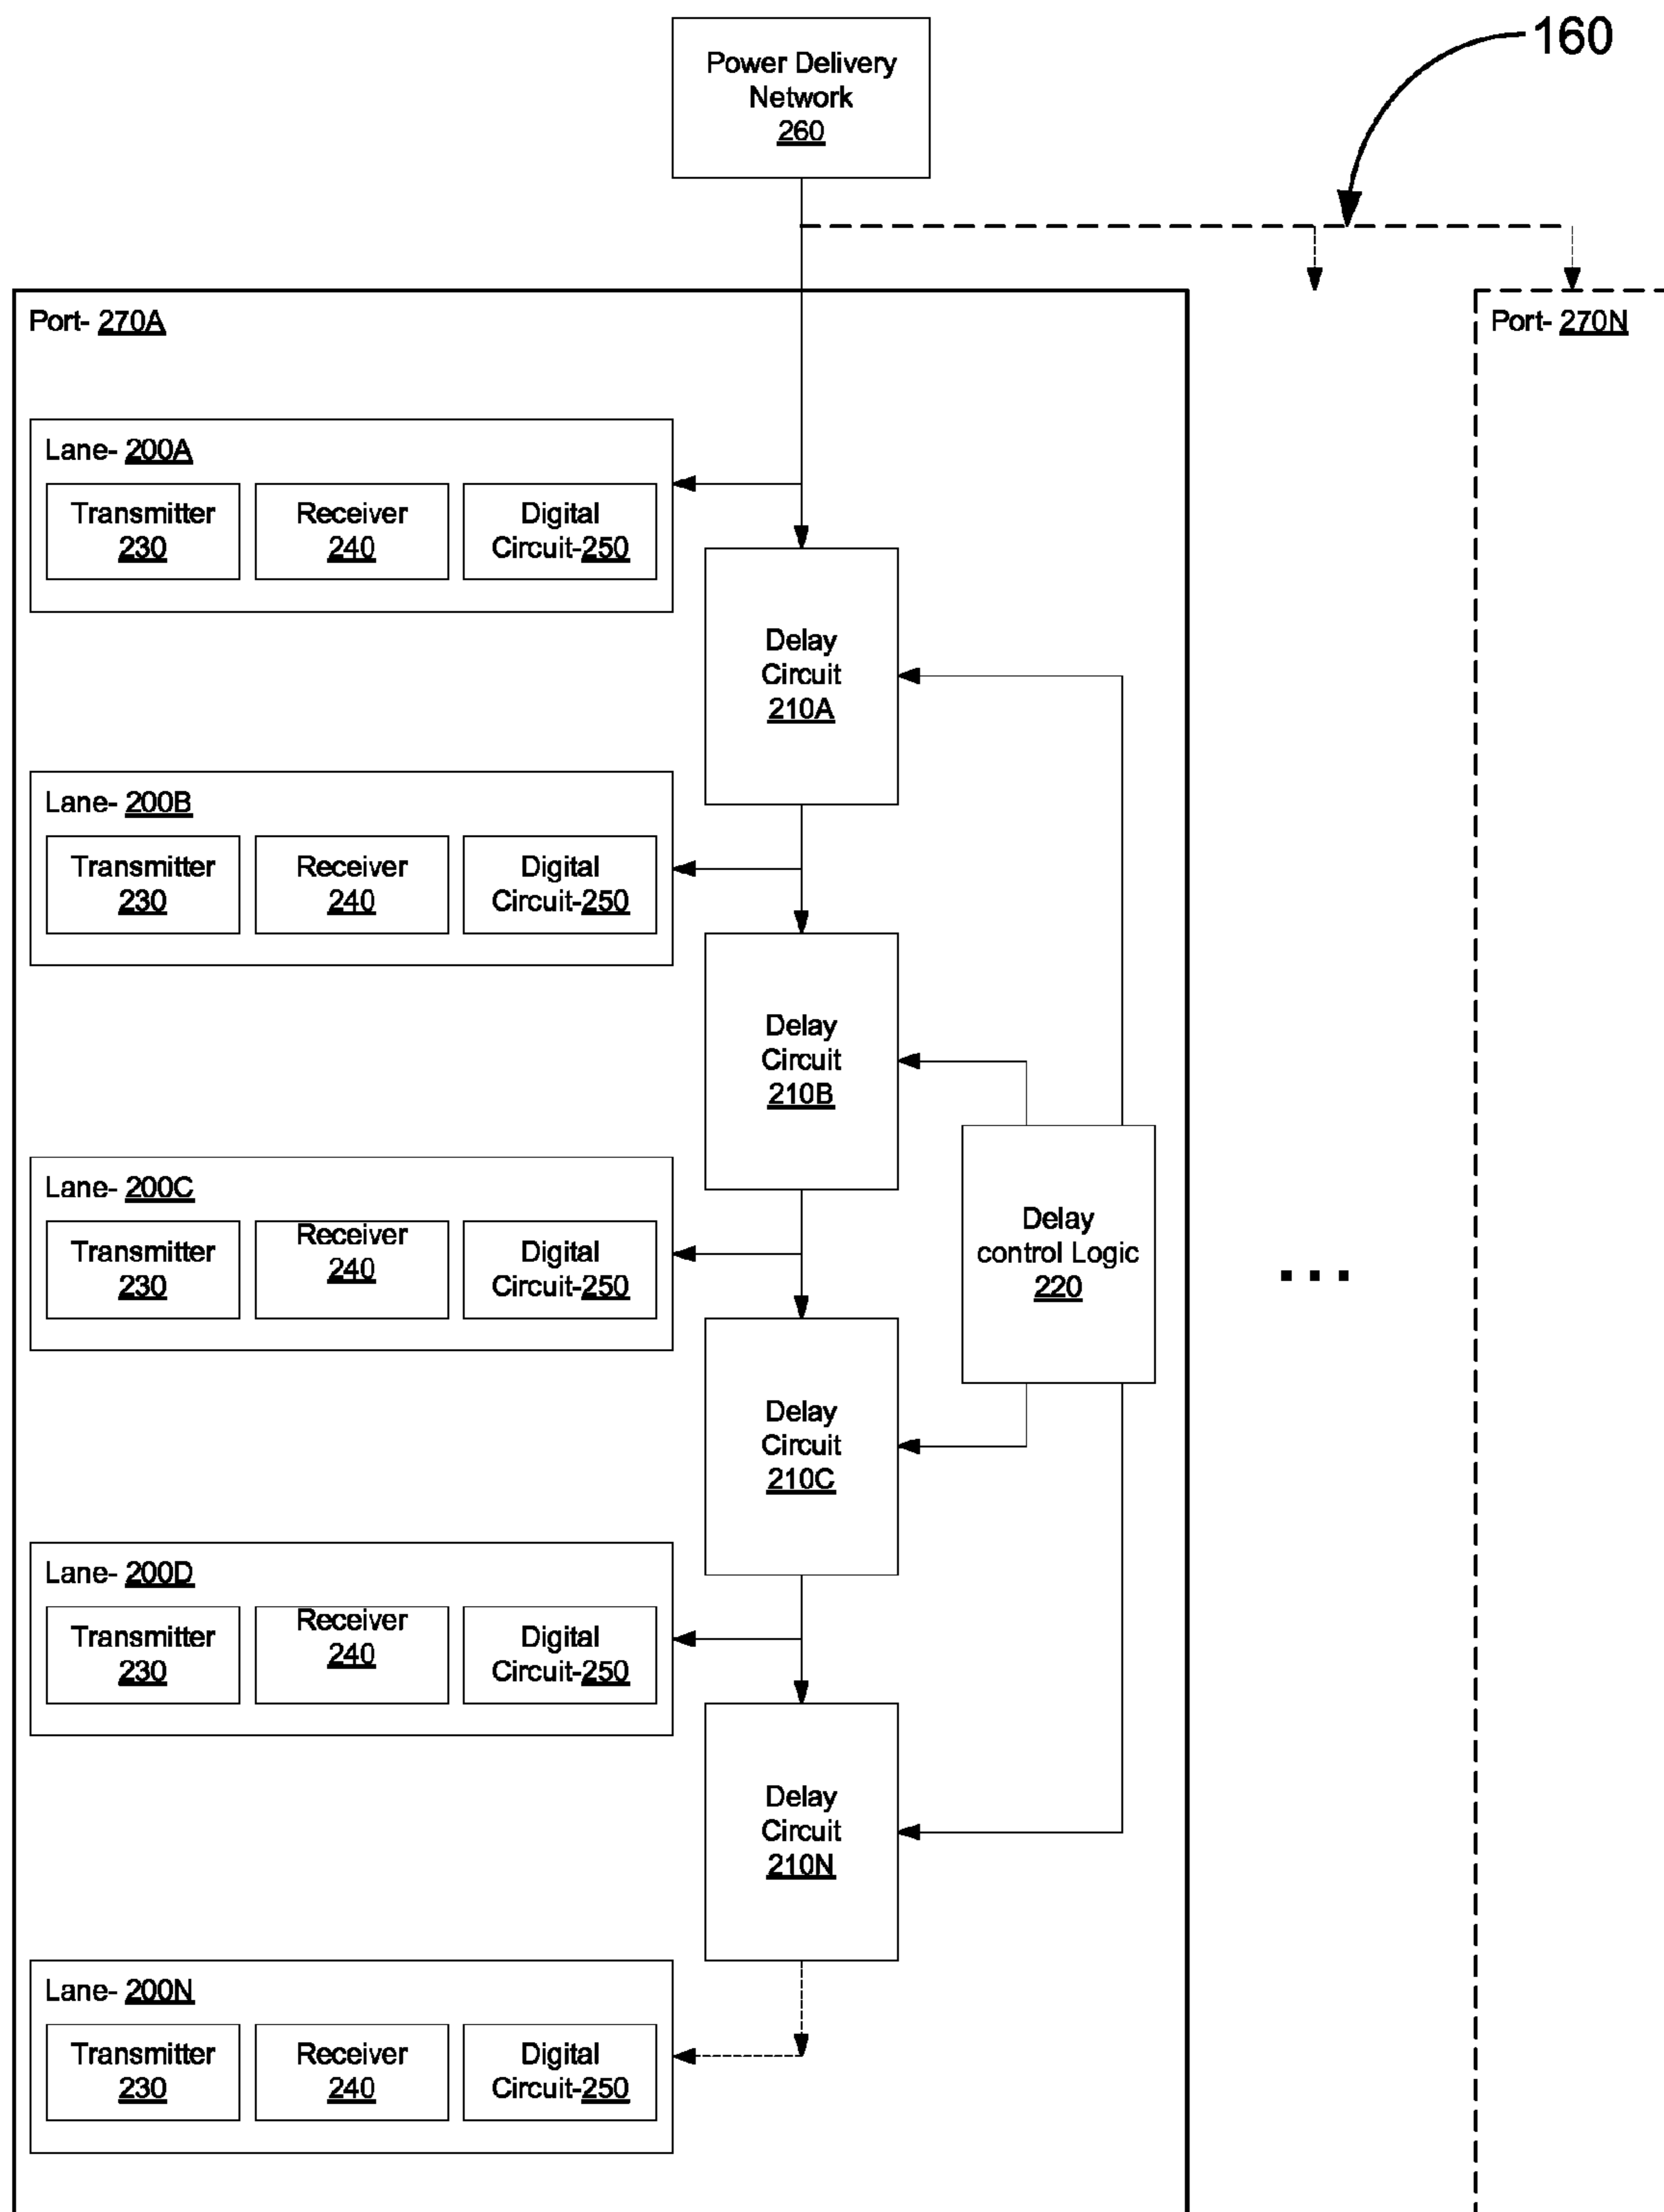 Power Delivery
Network
260
160
Port- 270A
Port- 270N
Lane- 200A
Transmitter
230
Receiver
240
Digital
Circuit-250
Delay
Circuit
210A
Lane- 200B
Transmitter
230
Receiver
240
Digital
Circuit-250
Delay
Circuit
210B
Lane- 200C
Transmitter
230
Receiver
240
Digital
Circuit-250
Delay
control Logic
220
...
Delay
Circuit
210C
Lane- 200D
Transmitter
230
Receiver
240
Digital
Circuit-250
Delay
Circuit
210N
Lane- 200N
Transmitter
230
Receiver
240
Digital
Circuit-250